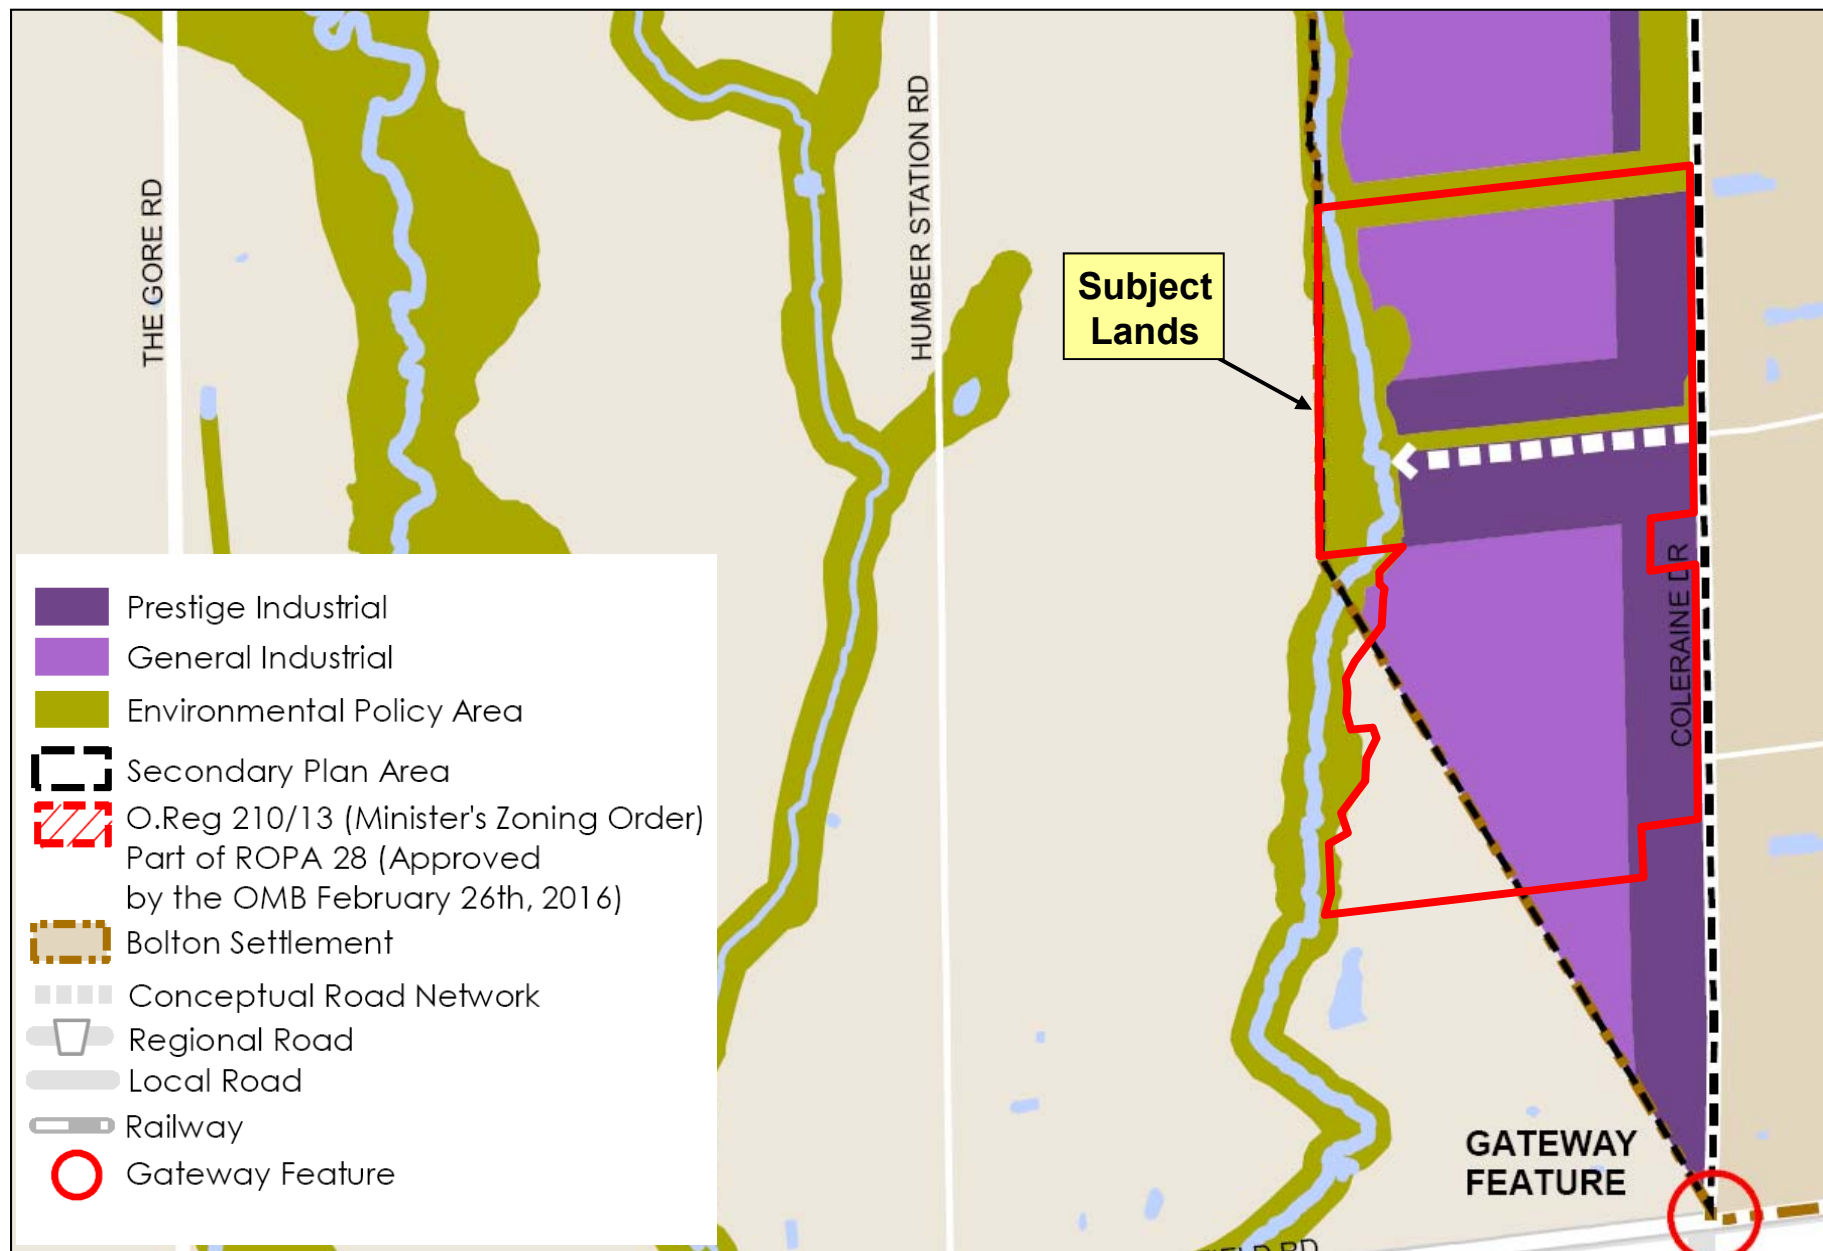 THE GORE RD
HUMBER STATION RD
Subject
Lands
COLERAINE DR
Prestige Industrial
General Industrial
Environmental Policy Area
Secondary Plan Area
O.Reg 210/13 (Minister's Zoning Order)
Part of ROPA 28 (Approved
by the OMB February 26th, 2016)
Bolton Settlement
Conceptual Road Network
Regional Road
Local Road
Railway
Gateway Feature
GATEWAY
FEATURE
RD